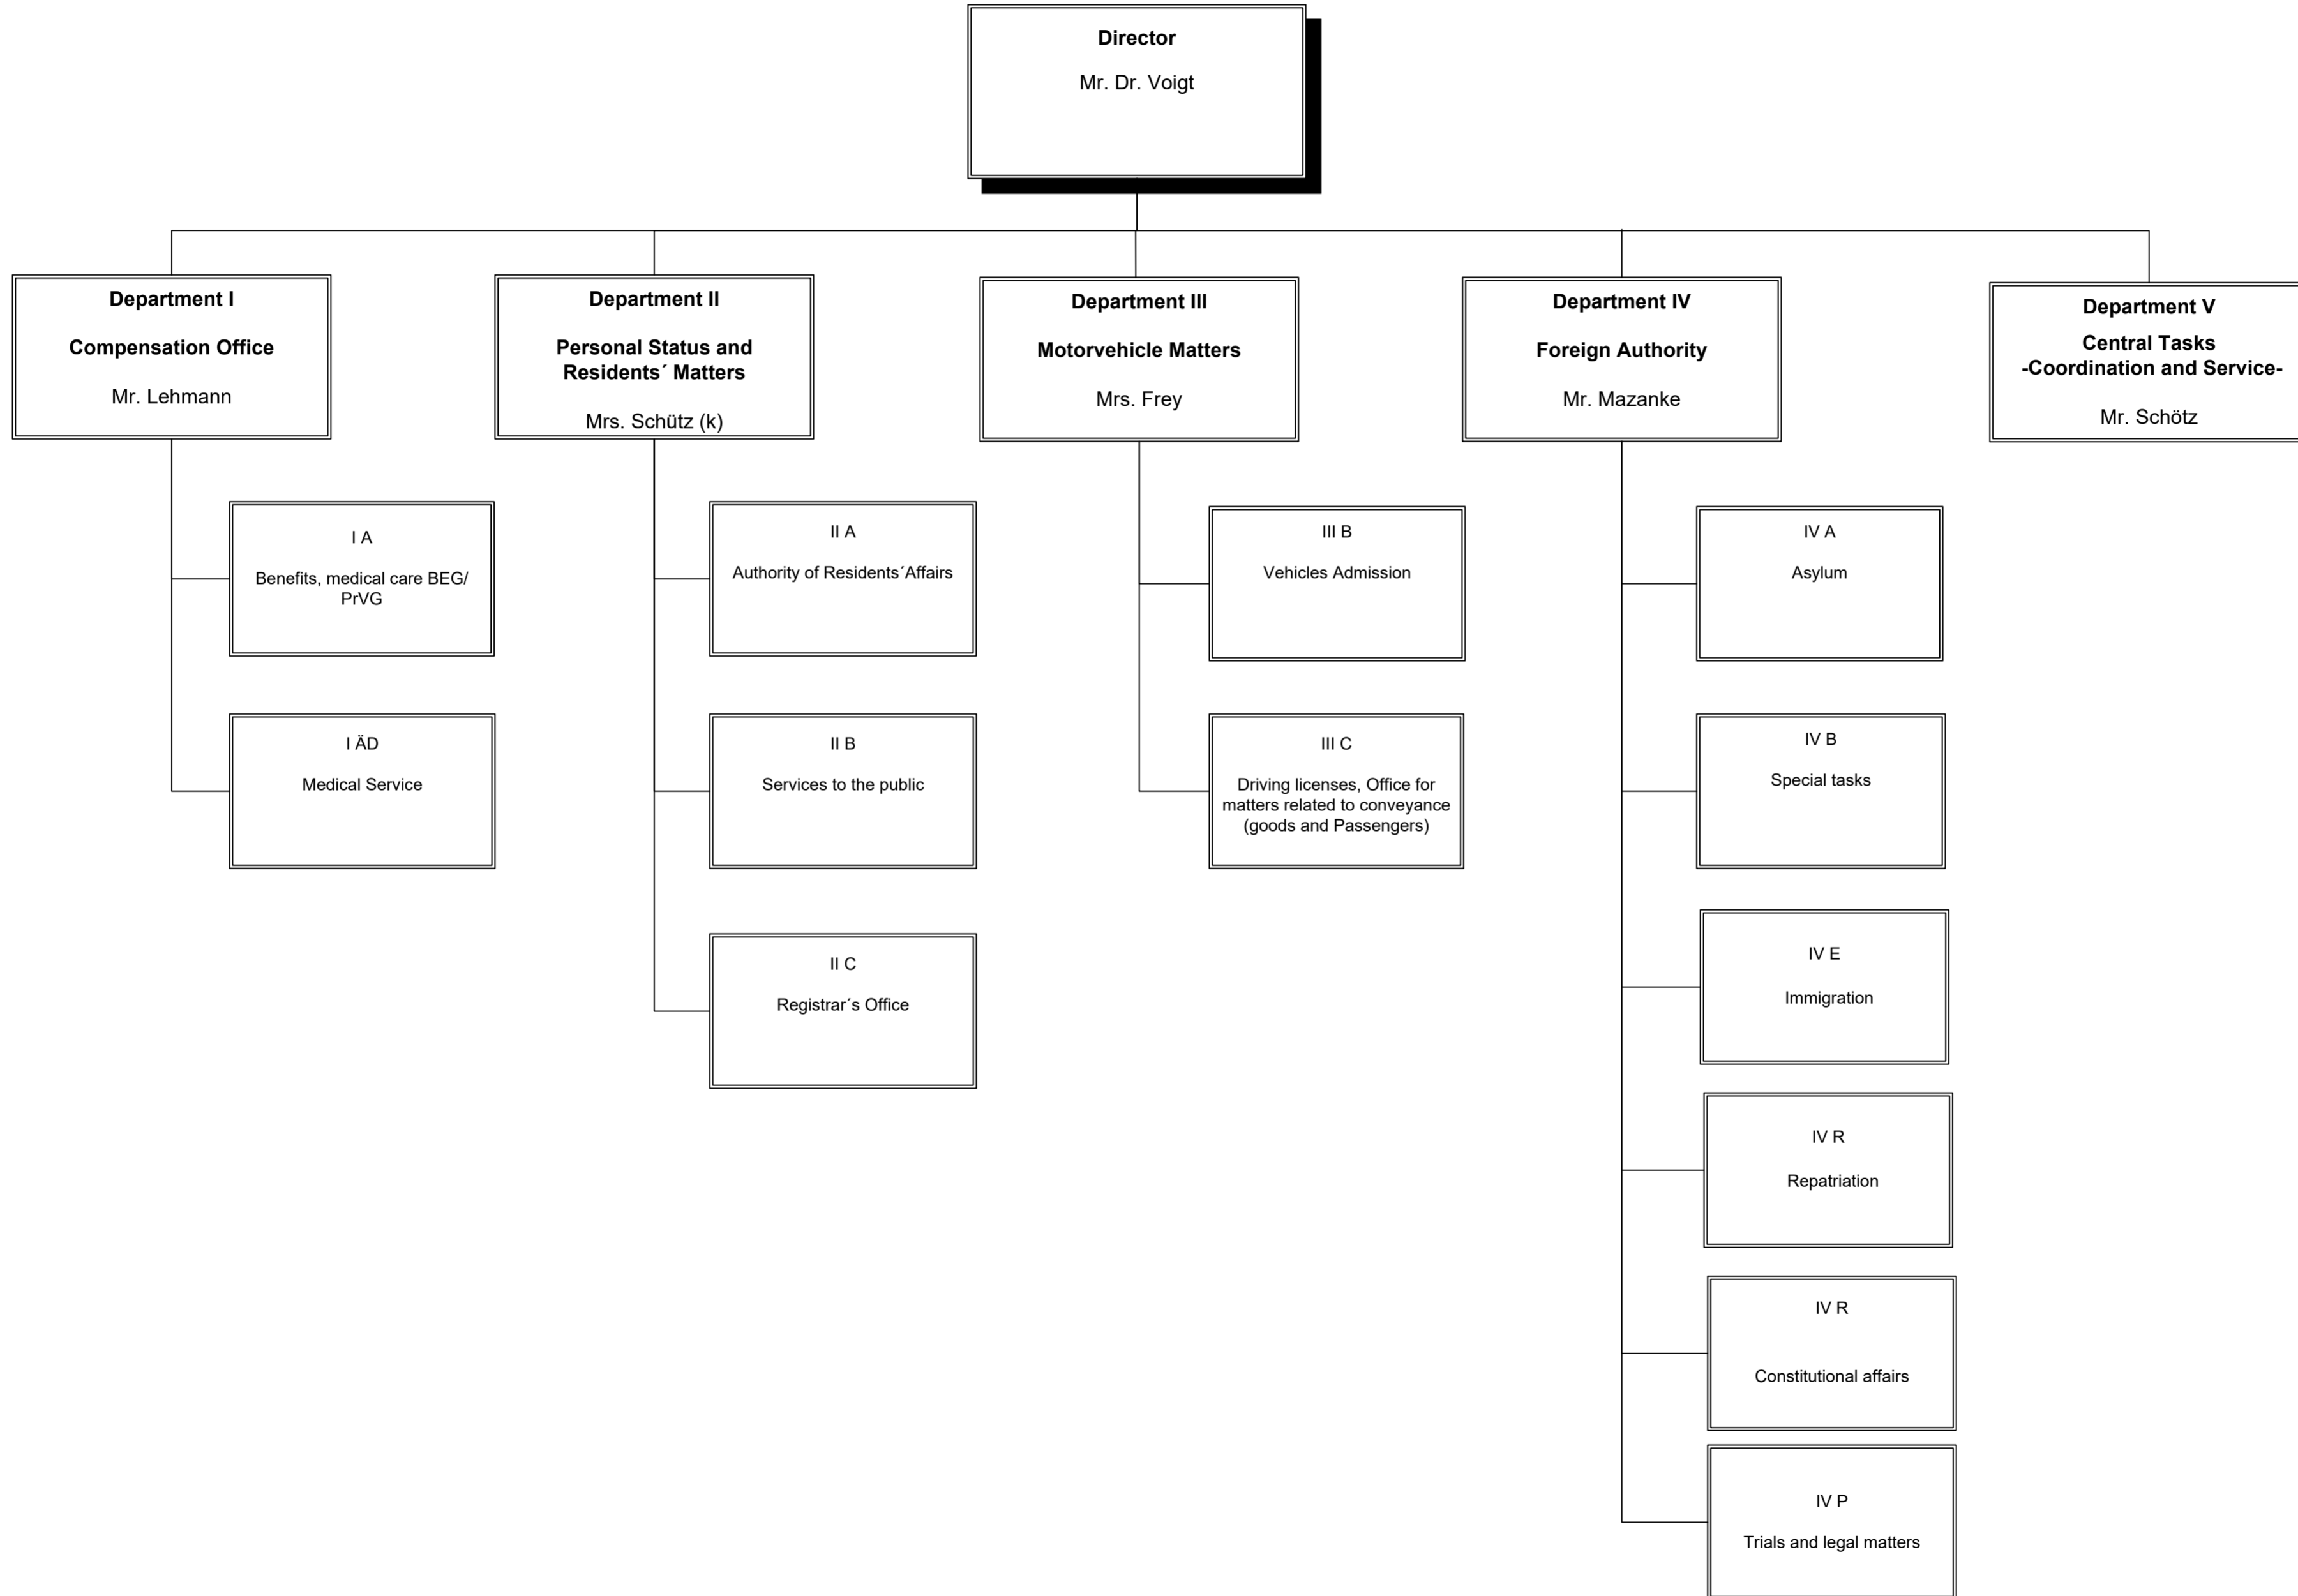 Director
Mr. Dr. Voigt
Department I
Compensation Office
Mr. Lehmann
Department II
Personal Status and
Residents´ Matters
Mrs. Schütz (k)
Department III
Motorvehicle Matters
Mrs. Frey
Department IV
Foreign Authority
Mr. Mazanke
Department V
Central Tasks
-Coordination and Service-
Mr. Schötz
I A
Benefits, medical care BEG/
PrVG
I ÄD
Medical Service
II A
Authority of Residents´Affairs
II B
Services to the public
II C
Registrar´s Office
III B
Vehicles Admission
III C
Driving licenses, Office for
matters related to conveyance
(goods and Passengers)
IV A
Asylum
IV B
Special tasks
IV E
Immigration
IV R
Repatriation
IV R
Constitutional affairs
IV P
Trials and legal matters